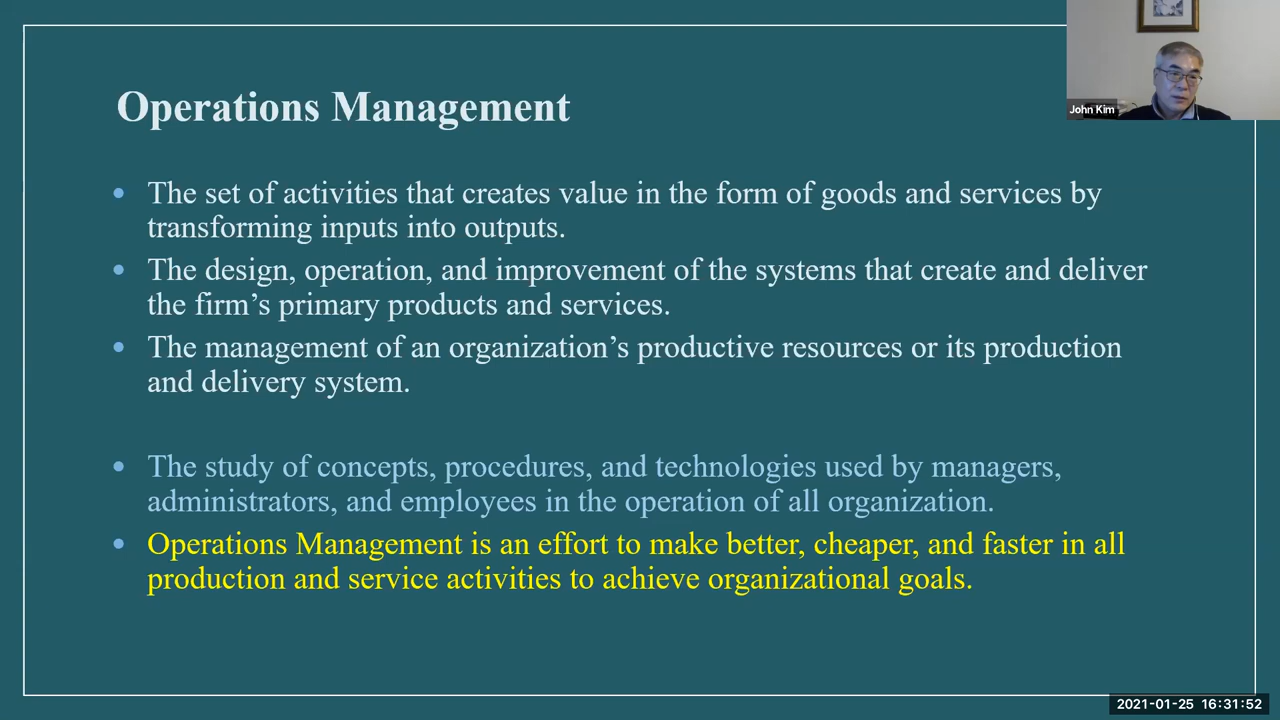 Operations Management
John Kim
• The set of activities that creates value in the form of goods and services by
transforming inputs into outputs.
• The design, operation, and improvement of the systems that create and deliver
the firm’s primary products and services.
• The management of an organization’s productive resources or its production
and delivery system.
• The study of concepts, procedures, and technologies used by managers,
administrators, and employees in the operation of all organization.
• Operations Management is an effort to make better, cheaper, and faster in all
production and service activities to achieve organizational goals.
2021-01-25 16:31:52